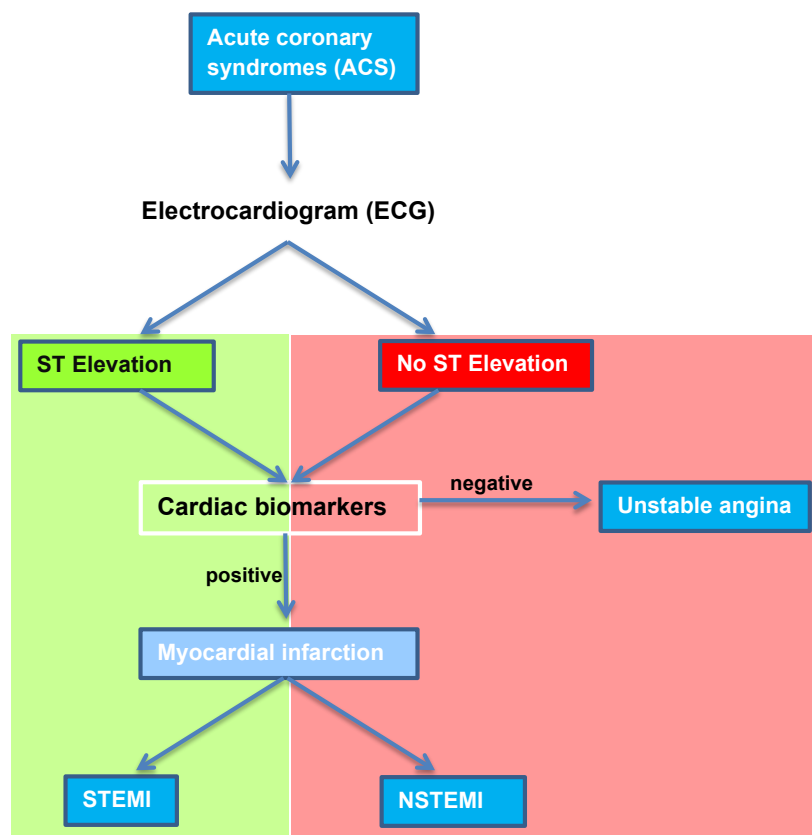 Acute coronary
syndromes (ACS)
Electrocardiogram (ECG)
ST Elevation
No ST Elevation
Cardiac biomarkers
negative
Unstable angina
positive
Myocardial infarction
STEMI
NSTEMI